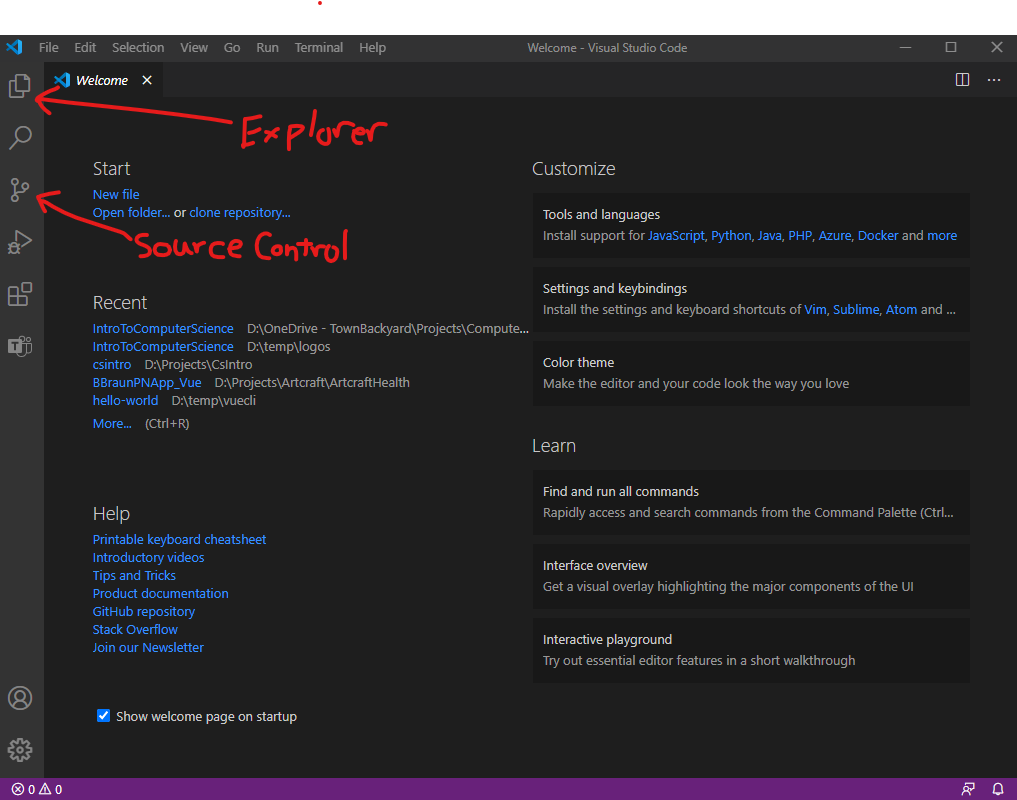 File Edit Selection View Go Run Terminal Help Welcome - Visual Studio Code
Welcome
Explorer
Start
New file
Open folder... or clone repository...
Source Control
Recent
IntroToComputerScience D:\OneDrive - TownBackyard\Projects\Compute...
IntroToComputerScience D:\temp\logos
csintro D:\Projects\CsIntro
BBraunPNApp_Vue D:\Projects\Artcraft\ArtcraftHealth
hello-world D:\temp\vuecli
More... (Ctrl+R)
Help
Printable keyboard cheatsheet
Introductory videos
Tips and Tricks
Product documentation
GitHub repository
Stack Overflow
Join our Newsletter
Show welcome page on startup
Customize
Tools and languages
Install support for JavaScript, Python, Java, PHP, Azure, Docker and more
Settings and keybindings
Install the settings and keyboard shortcuts of Vim, Sublime, Atom and ...
Color theme
Make the editor and your code look the way you love
Learn
Find and run all commands
Rapidly access and search commands from the Command Palette (Ctrl...
Interface overview
Get a visual overlay highlighting the major components of the UI
Interactive playground
Try out essential editor features in a short walkthrough
0 0